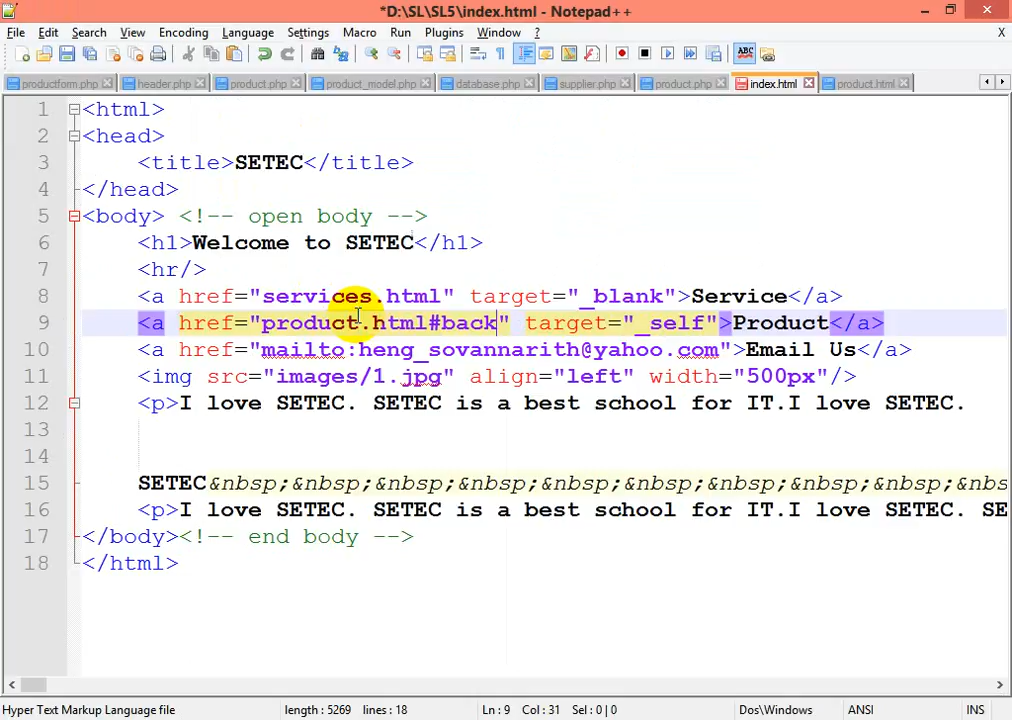 *D:\SL\SL5\index.html - Notepad++
File Edit Search View Encoding Language Settings Macro Run Plugins Window ? X
productform.php header.php product.php product_model.php database.php supplier.php product.php index.html product.html
1 <html>
2 <head>
3 <title>SETEC</title>
4 </head>
5 <body> <!-- open body -->
6 <h1>Welcome to SETEC</h1>
7 <hr/>
8 <a href="services.html" target="_blank">Service</a>
9 <a href="product.html#back" target="_self">Product</a>
10 <a href="mailto:heng_sovannarith@yahoo.com">Email Us</a>
11 <img src="images/1.jpg" align="left" width="500px"/>
12 <p>I love SETEC. SETEC is a best school for IT.I love SETEC.
13
14
15 SETEC&nbsp;&nbsp;&nbsp;&nbsp;&nbsp;&nbsp;&nbsp;&nbsp;&nbsp;&nbs
16 <p>I love SETEC. SETEC is a best school for IT.I love SETEC. SE
17 </body><!-- end body -->
18 </html>
Hyper Text Markup Language file length : 5269 lines : 18 Ln : 9 Col : 31 Sel : 0 | 0 Dos\Windows ANSI INS